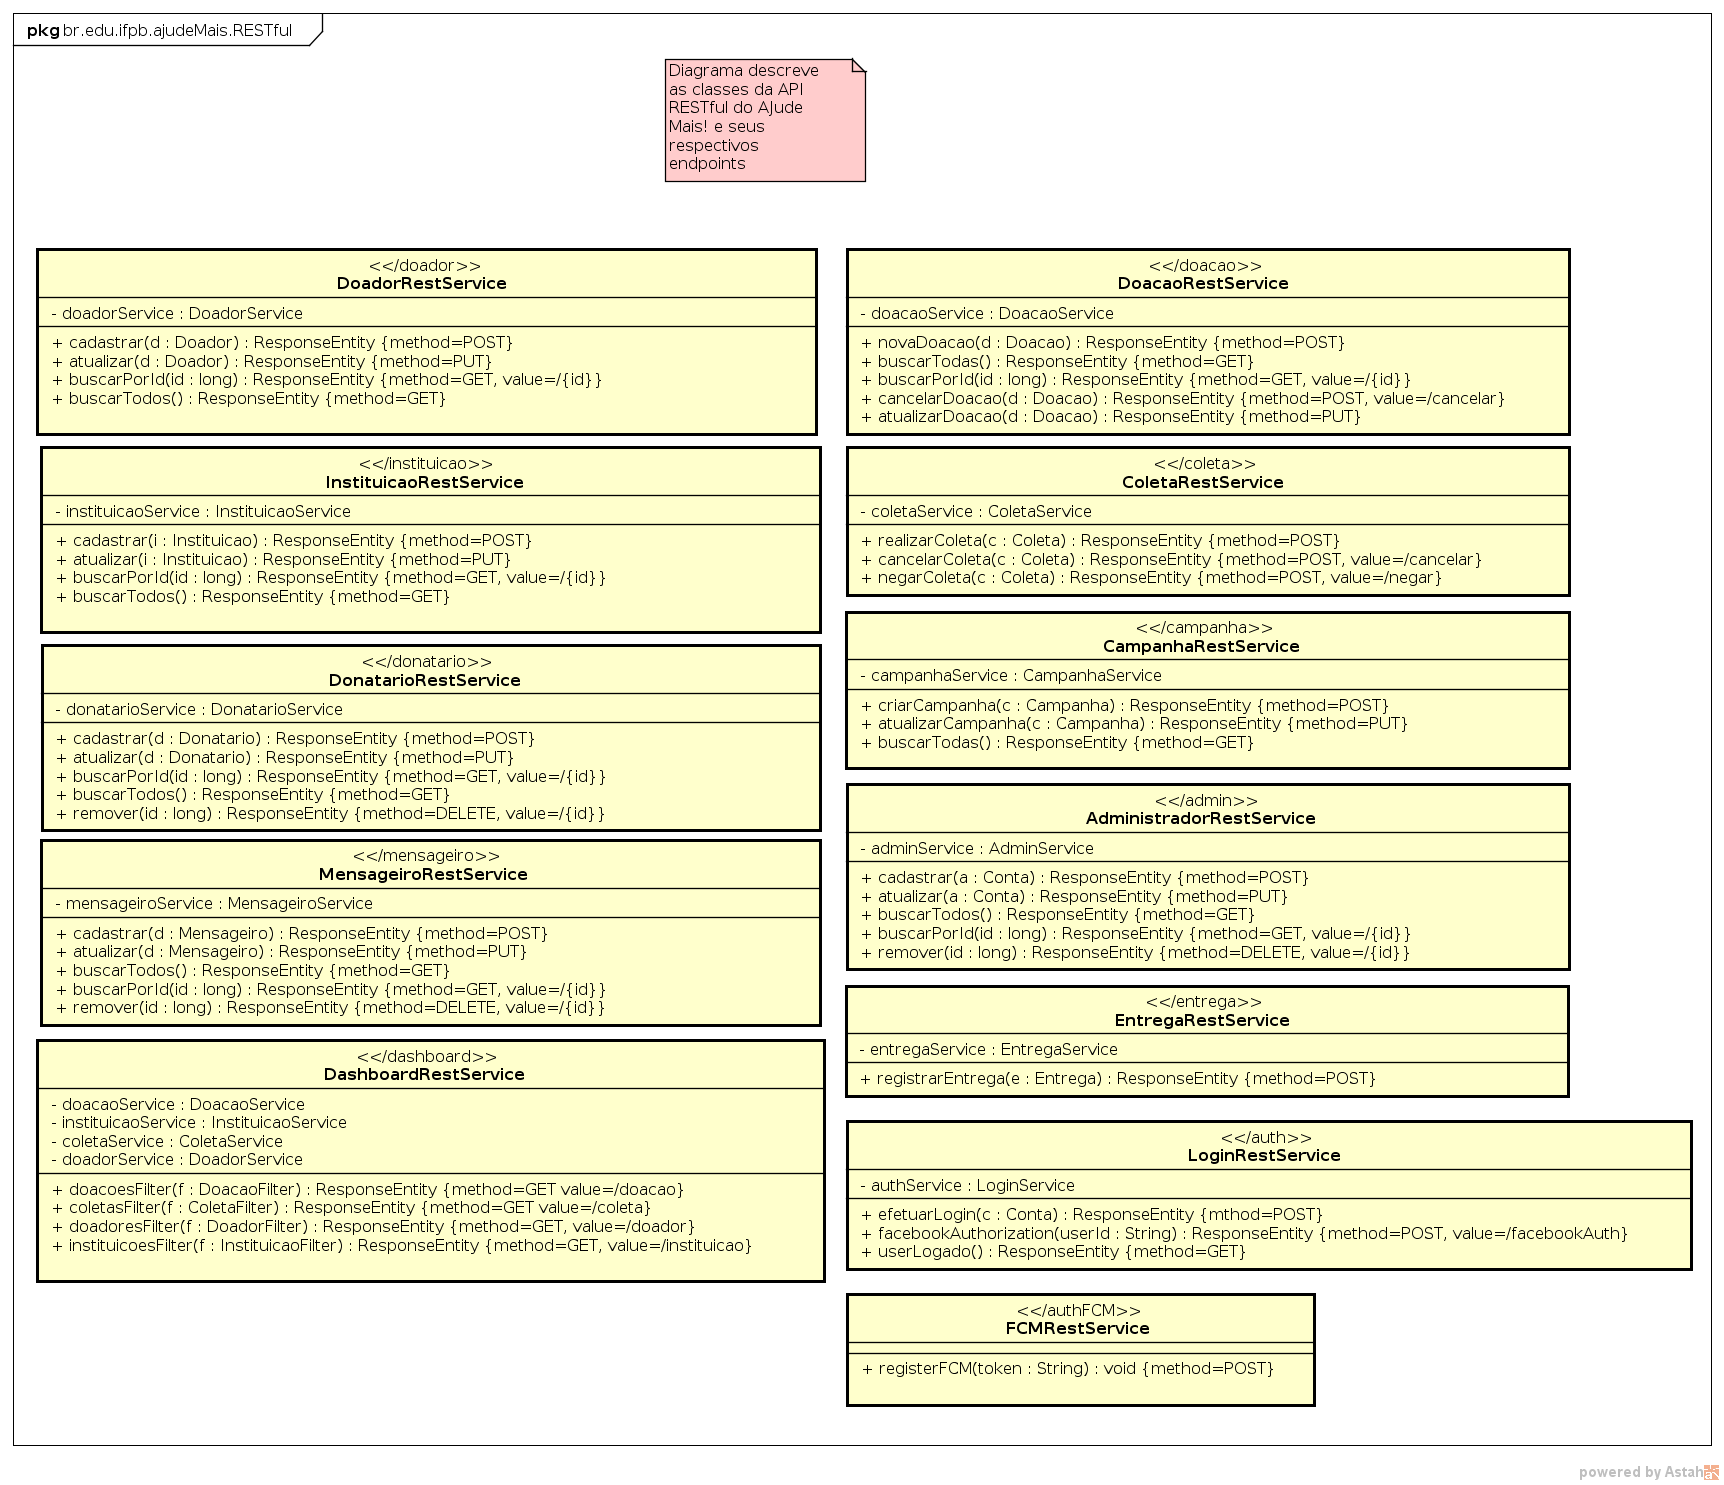 pkg br.edu.ifpb.ajudeMais.RESTful
Diagrama descreve
as classes da API
RESTful do AJude
Mais! e seus
respectivos
endpoints
<</doador>>
DoadorRestService
- doadorService : DoadorService
+ cadastrar(d : Doador) : ResponseEntity {method=POST}
+ atualizar(d : Doador) : ResponseEntity {method=PUT}
+ buscarPorId(id : long) : ResponseEntity {method=GET, value=/{id}}
+ buscarTodos() : ResponseEntity {method=GET}
<</instituicao>>
InstituicaoRestService
- instituicaoService : InstituicaoService
+ cadastrar(i : Instituicao) : ResponseEntity {method=POST}
+ atualizar(i : Instituicao) : ResponseEntity {method=PUT}
+ buscarPorId(id : long) : ResponseEntity {method=GET, value=/{id}}
+ buscarTodos() : ResponseEntity {method=GET}
<</donatario>>
DonatarioRestService
- donatarioService : DonatarioService
+ cadastrar(d : Donatario) : ResponseEntity {method=POST}
+ atualizar(d : Donatario) : ResponseEntity {method=PUT}
+ buscarPorId(id : long) : ResponseEntity {method=GET, value=/{id}}
+ buscarTodos() : ResponseEntity {method=GET}
+ remover(id : long) : ResponseEntity {method=DELETE, value=/{id}}
<</mensageiro>>
MensageiroRestService
- mensageiroService : MensageiroService
+ cadastrar(d : Mensageiro) : ResponseEntity {method=POST}
+ atualizar(d : Mensageiro) : ResponseEntity {method=PUT}
+ buscarTodos() : ResponseEntity {method=GET}
+ buscarPorId(id : long) : ResponseEntity {method=GET, value=/{id}}
+ remover(id : long) : ResponseEntity {method=DELETE, value=/{id}}
<</dashboard>>
DashboardRestService
- doacaoService : DoacaoService
- instituicaoService : InstituicaoService
- coletaService : ColetaService
- doadorService : DoadorService
+ doacoesFilter(f : DoacaoFilter) : ResponseEntity {method=GET value=/doacao}
+ coletasFilter(f : ColetaFilter) : ResponseEntity {method=GET value=/coleta}
+ doadoresFilter(f : DoadorFilter) : ResponseEntity {method=GET, value=/doador}
+ instituicoesFilter(f : InstituicaoFilter) : ResponseEntity {method=GET, value=/instituicao}
<</doacao>>
DoacaoRestService
- doacaoService : DoacaoService
+ novaDoacao(d : Doacao) : ResponseEntity {method=POST}
+ buscarTodas() : ResponseEntity {method=GET}
+ buscarPorId(id : long) : ResponseEntity {method=GET, value=/{id}}
+ cancelarDoacao(d : Doacao) : ResponseEntity {method=POST, value=/cancelar}
+ atualizarDoacao(d : Doacao) : ResponseEntity {method=PUT}
<</coleta>>
ColetaRestService
- coletaService : ColetaService
+ realizarColeta(c : Coleta) : ResponseEntity {method=POST}
+ cancelarColeta(c : Coleta) : ResponseEntity {method=POST, value=/cancelar}
+ negarColeta(c : Coleta) : ResponseEntity {method=POST, value=/negar}
<</campanha>>
CampanhaRestService
- campanhaService : CampanhaService
+ criarCampanha(c : Campanha) : ResponseEntity {method=POST}
+ atualizarCampanha(c : Campanha) : ResponseEntity {method=PUT}
+ buscarTodas() : ResponseEntity {method=GET}
<</admin>>
AdministradorRestService
- adminService : AdminService
+ cadastrar(a : Conta) : ResponseEntity {method=POST}
+ atualizar(a : Conta) : ResponseEntity {method=PUT}
+ buscarTodos() : ResponseEntity {method=GET}
+ buscarPorId(id : long) : ResponseEntity {method=GET, value=/{id}}
+ remover(id : long) : ResponseEntity {method=DELETE, value=/{id}}
<</entrega>>
EntregaRestService
- entregaService : EntregaService
+ registrarEntrega(e : Entrega) : ResponseEntity {method=POST}
<</auth>>
LoginRestService
- authService : LoginService
+ efetuarLogin(c : Conta) : ResponseEntity {mthod=POST}
+ facebookAuthorization(userId : String) : ResponseEntity {method=POST, value=/facebookAuth}
+ userLogado() : ResponseEntity {method=GET}
<</authFCM>>
FCMRestService
+ registerFCM(token : String) : void {method=POST}
powered by Astah